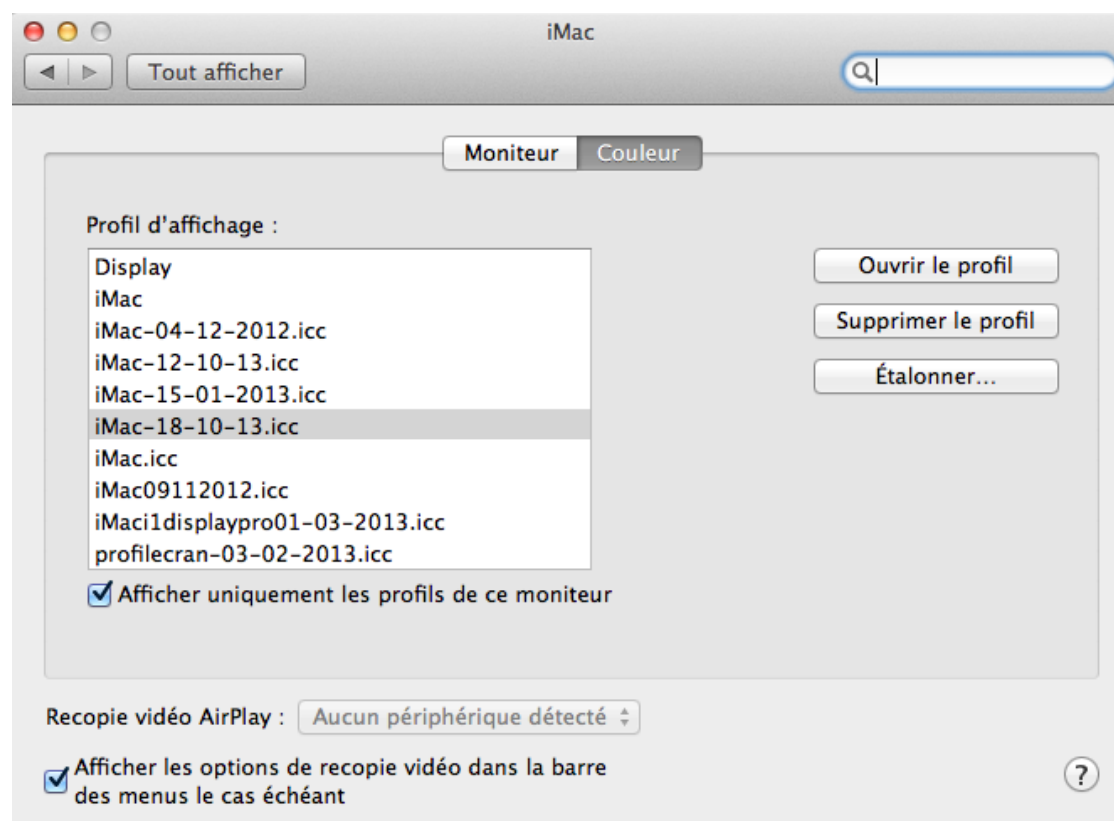 iMac
Tout afficher
Moniteur Couleur
Profil d'affichage :
Display
iMac
iMac-04-12-2012.icc
iMac-12-10-13.icc
iMac-15-01-2013.icc
iMac-18-10-13.icc
iMac.icc
iMac09112012.icc
iMaci1displaypro01-03-2013.icc
profilecran-03-02-2013.icc
Ouvrir le profil
Supprimer le profil
Étalonner...
Afficher uniquement les profils de ce moniteur
Recopie vidéo AirPlay : Aucun périphérique détecté
Afficher les options de recopie vidéo dans la barre
des menus le cas échéant
?